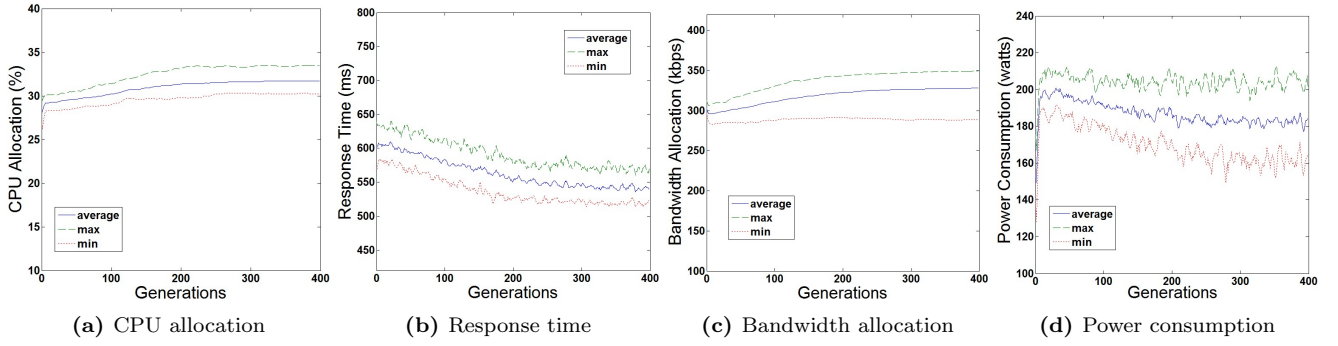 40
35
30
25
20
15
10
CPU Allocation (%)
average
max
min
0 100 200 300 400
Generations
(a) CPU allocation
800
750
700
650
600
550
500
450
Response Time (ms)
average
max
min
0 100 200 300 400
Generations
(b) Response time
400
350
300
250
200
150
100
Bandwidth Allocation (kbps)
average
max
min
0 100 200 300 400
Generations
(c) Bandwidth allocation
240
220
200
180
160
140
120
100
Power Consumption (watts)
average
max
min
0 100 200 300 400
Generations
(d) Power consumption